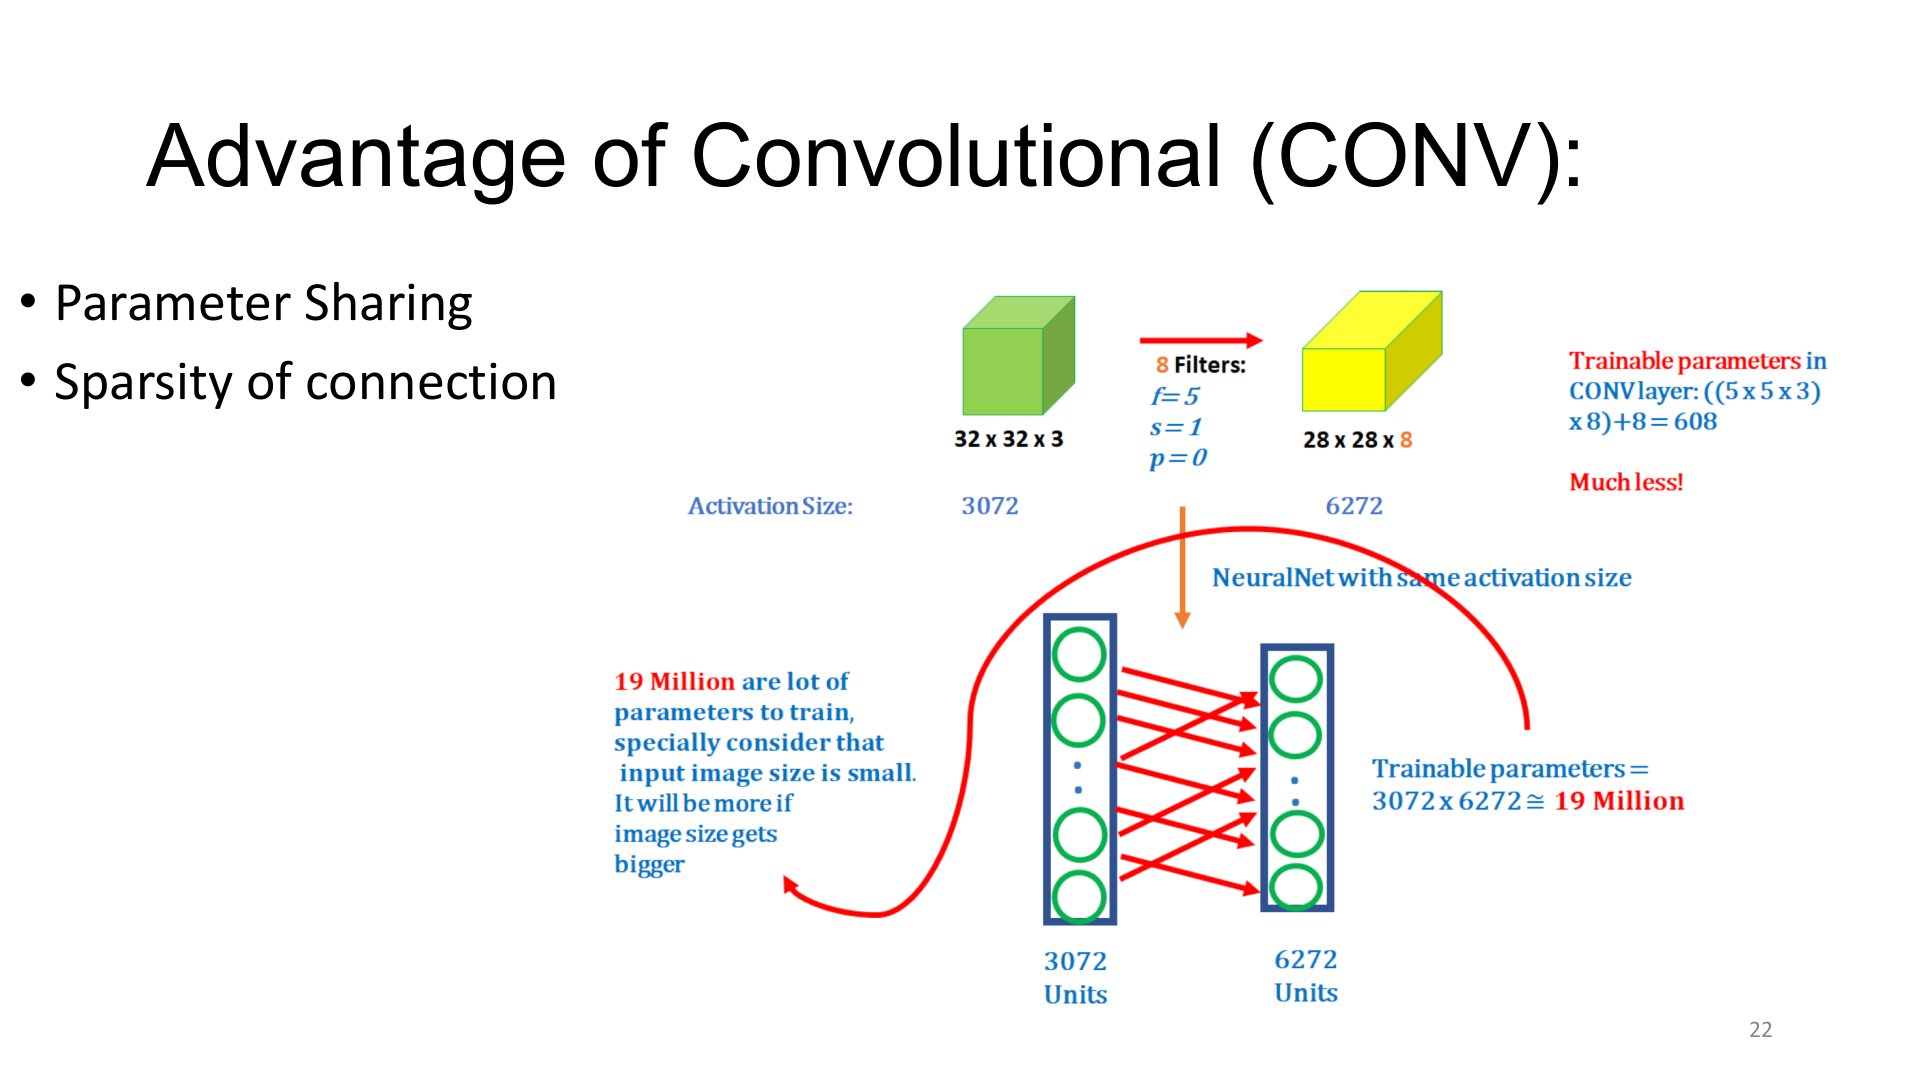 Advantage of Convolutional (CONV):
• Parameter Sharing
• Sparsity of connection
8 Filters:
f= 5
s = 1
p = 0
32 x 32 x 3
28 x 28 x 8
Trainable parameters in
CONV layer: ((5 x 5 x 3)
x 8)+8 = 608
Much less!
Activation Size:
3072
6272
NeuralNet with same activation size
19 Million are lot of
parameters to train,
specially consider that
input image size is small.
It will be more if
image size gets
bigger
Trainable parameters =
3072 x 6272 ≅ 19 Million
3072
Units
6272
Units
22